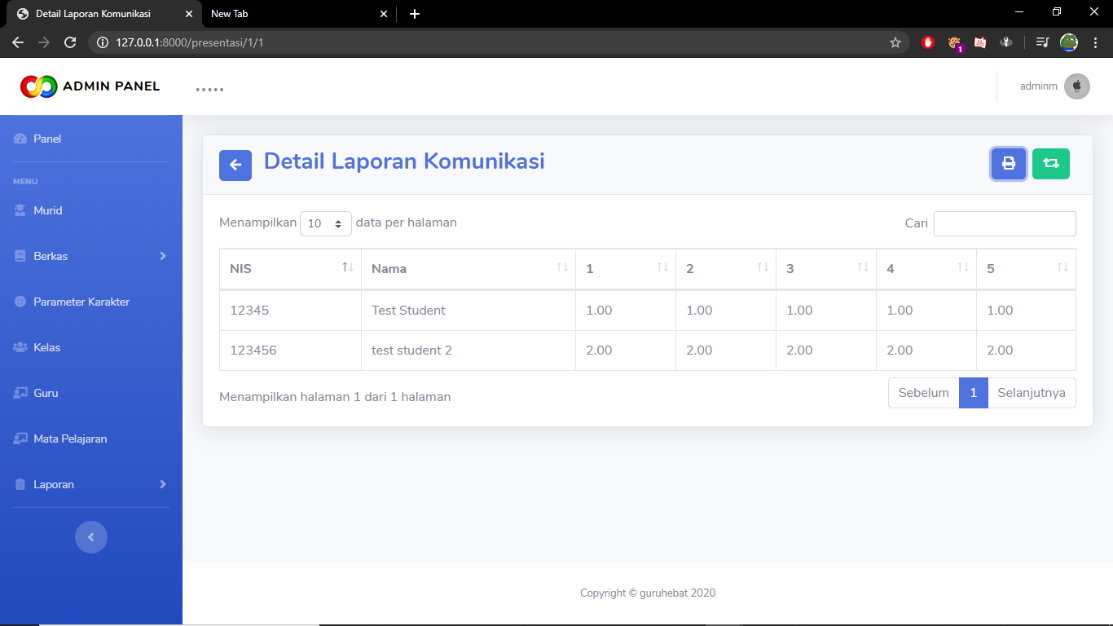 Detail Laporan Komunikasi
New Tab
127.0.0.1:8000/presentasi/1/1
1
ADMIN PANEL
.....
adminm
Panel
MENU
Murid
Berkas
Parameter Karakter
Kelas
Guru
Mata Pelajaran
Laporan
Detail Laporan Komunikasi
Menampilkan 10 data per halaman
Cari
NIS Nama 1 2 3 4 5
12345 Test Student 1.00 1.00 1.00 1.00 1.00
123456 test student 2 2.00 2.00 2.00 2.00 2.00
Menampilkan halaman 1 dari 1 halaman
Sebelum 1 Selanjutnya
Copyright © guruhebat 2020